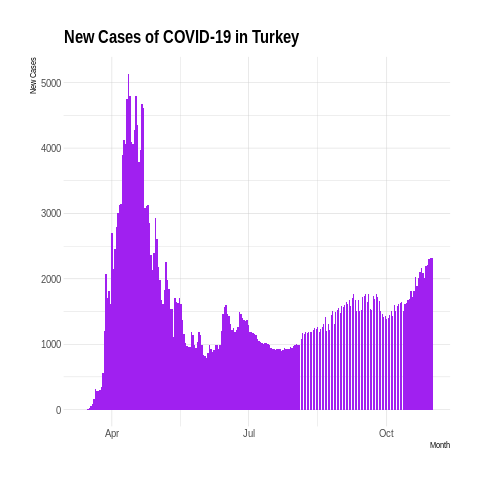 New Cases of COVID-19 in Turkey
New Cases
5000
4000
3000
2000
1000
0
Apr
Jul
Oct
Month